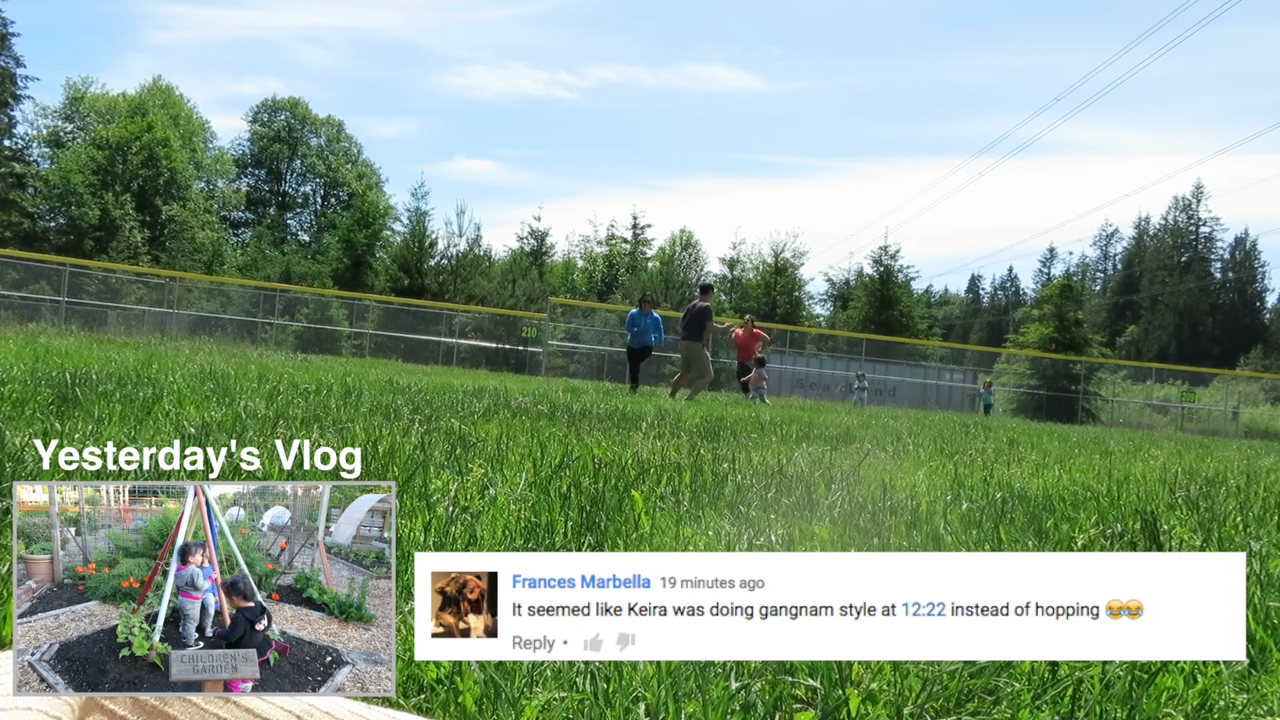 210
Yesterday's Vlog
CHILDREN'S
GARDEN
Frances Marbella 19 minutes ago
It seemed like Keira was doing gangnam style at 12:22 instead of hopping 😂😂
Reply •